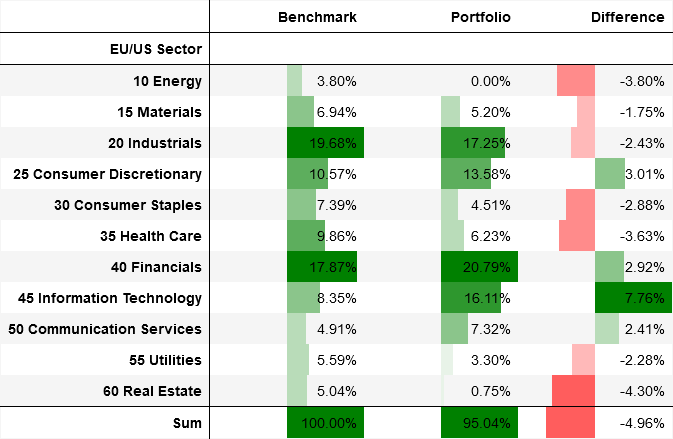 Benchmark Portfolio Difference
EU/US Sector
10 Energy 3.80% 0.00% -3.80%
15 Materials 6.94% 5.20% -1.75%
20 Industrials 19.68% 17.25% -2.43%
25 Consumer Discretionary 10.57% 13.58% 3.01%
30 Consumer Staples 7.39% 4.51% -2.88%
35 Health Care 9.86% 6.23% -3.63%
40 Financials 17.87% 20.79% 2.92%
45 Information Technology 8.35% 16.11% 7.76%
50 Communication Services 4.91% 7.32% 2.41%
55 Utilities 5.59% 3.30% -2.28%
60 Real Estate 5.04% 0.75% -4.30%
Sum 100.00% 95.04% -4.96%